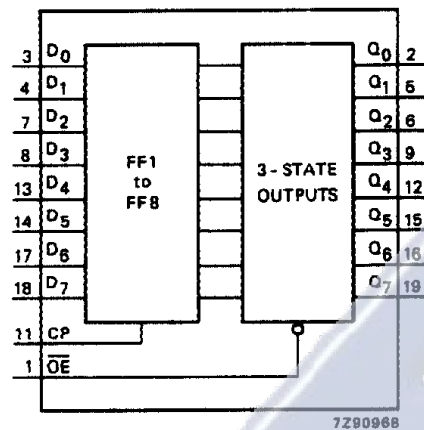 3 D0 Q0 2
4 D1 Q1 5
7 D2 Q2 6
8 D3 Q3 9
13 D4 Q4 12
14 D5 Q5 15
17 D6 Q6 16
18 D7 Q7 19
FF1
to
FF8
3-STATE
OUTPUTS
11 CP
1 O̅E̅
7Z90968